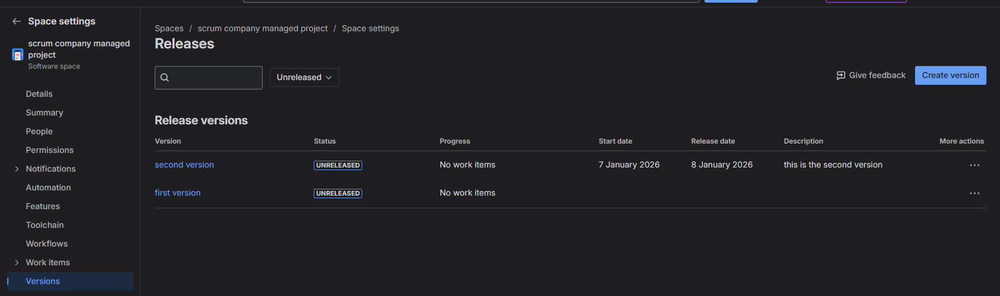 Space settings
scrum company managed
project
Software space
Details
Summary
People
Permissions
Notifications
Automation
Features
Toolchain
Workflows
Work items
Versions
Spaces / scrum company managed project / Space settings
Releases
Unreleased
Give feedback
Create version
Release versions
Version Status Progress Start date Release date Description More actions
second version UNRELEASED No work items 7 January 2026 8 January 2026 this is the second version
first version UNRELEASED No work items